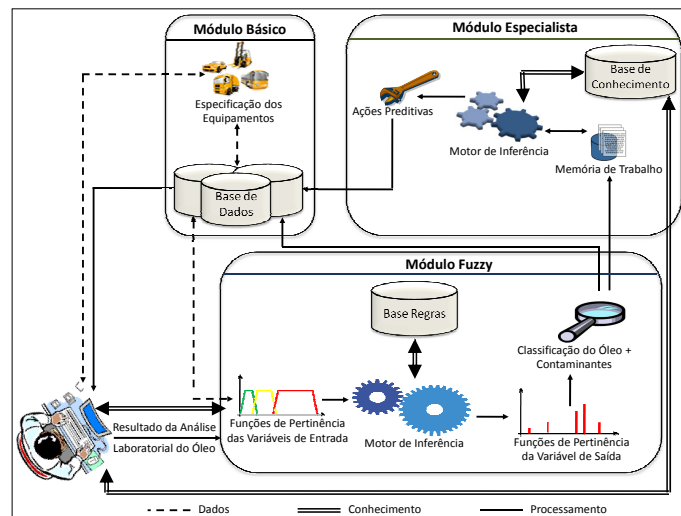 Módulo Básico
Especificação dos
Equipamentos
Base de
Dados
Módulo Especialista
Base de
Conhecimento
Ações Preditivas
Motor de Inferência
Memória de Trabalho
Módulo Fuzzy
Base Regras
Classificação do Óleo +
Contaminantes
Resultado da Análise
Laboratorial do Óleo
Funções de Pertinência
das Variáveis de Entrada
Motor de Inferência
Funções de Pertinência
da Variável de Saída
Dados
Conhecimento
Processamento